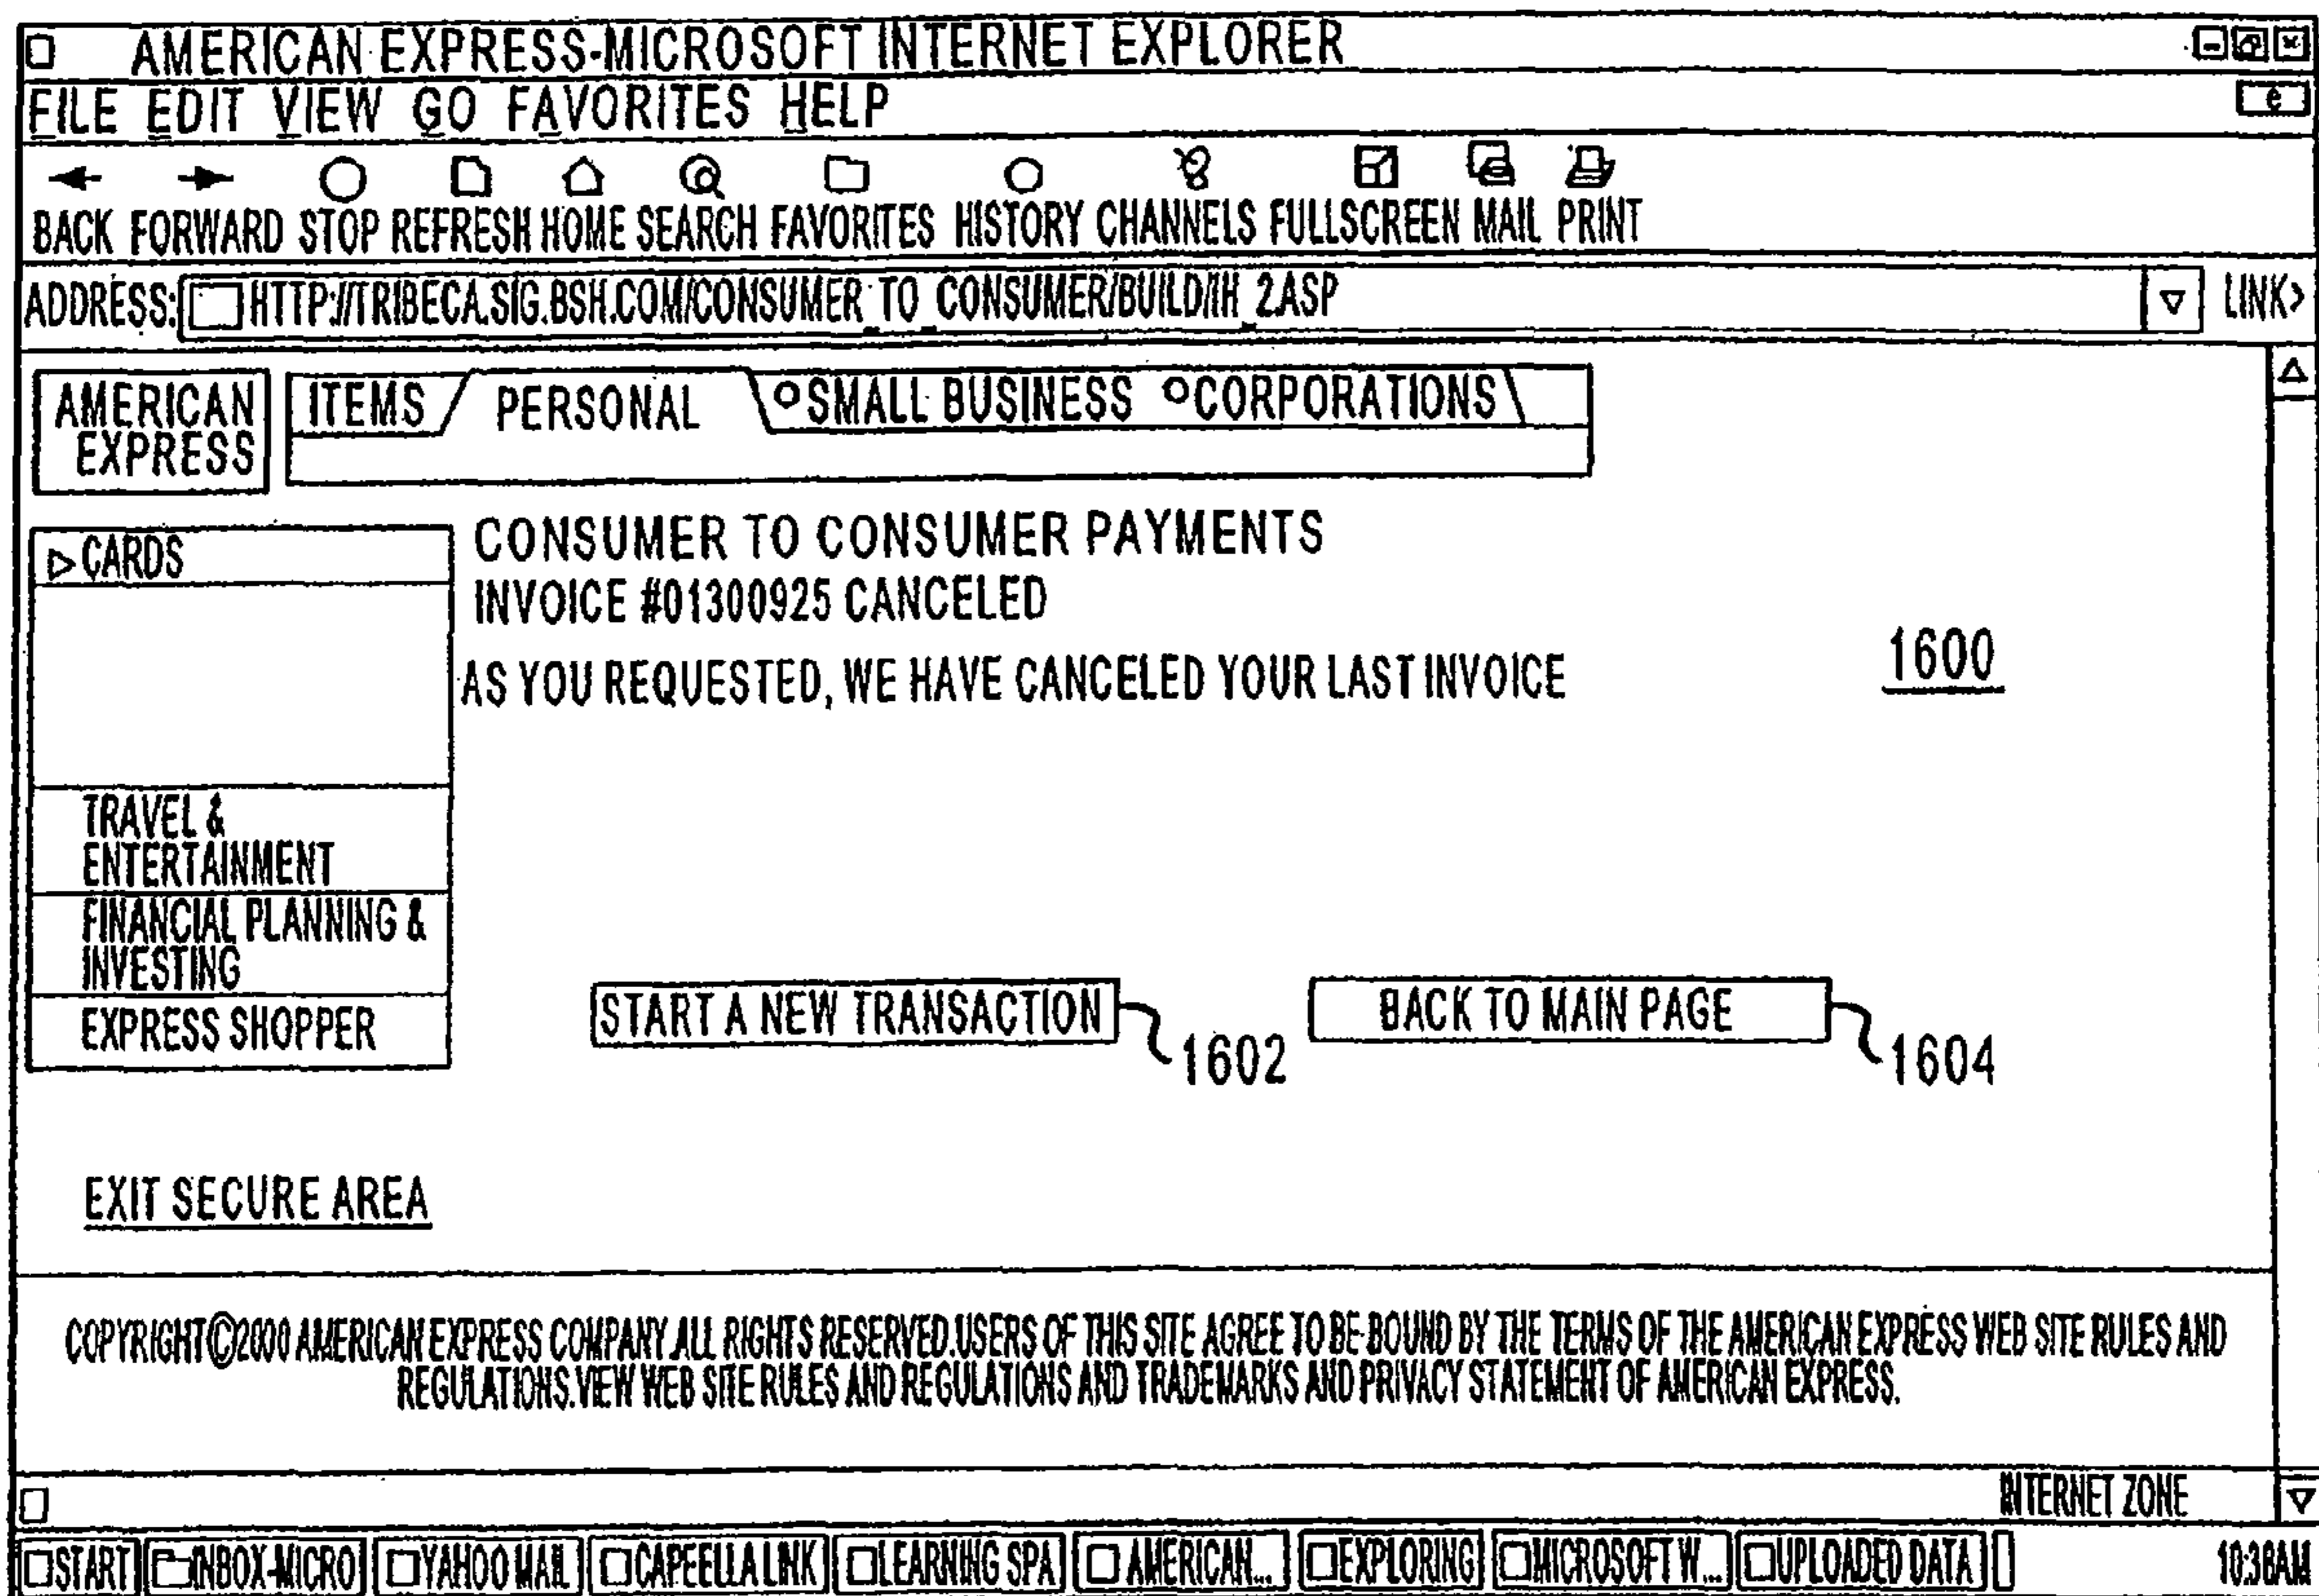 AMERICAN EXPRESS-MICROSOFT INTERNET EXPLORER
FILE EDIT VIEW GO FAVORITES HELP
e
BACK FORWARD STOP REFRESH HOME SEARCH FAVORITES HISTORY CHANNELS FULLSCREEN MAIL PRINT
ADDRESS: HTTP://TRIBECA.SIG.BSH.COM/CONSUMER_TO_CONSUMER/BUILD/IH_2.ASP LINK>
AMERICAN EXPRESS
ITEMS PERSONAL SMALL BUSINESS CORPORATIONS
CARDS
TRAVEL &
ENTERTAINMENT
FINANCIAL PLANNING &
INVESTING
EXPRESS SHOPPER
CONSUMER TO CONSUMER PAYMENTS
INVOICE #01300925 CANCELED
AS YOU REQUESTED, WE HAVE CANCELED YOUR LAST INVOICE
1600
START A NEW TRANSACTION 1602
BACK TO MAIN PAGE 1604
EXIT SECURE AREA
COPYRIGHT©2000 AMERICAN EXPRESS COMPANY.ALL RIGHTS RESERVED.USERS OF THIS SITE AGREE TO BE BOUND BY THE TERMS OF THE AMERICAN EXPRESS WEB SITE RULES AND
REGULATIONS.VIEW WEB SITE RULES AND REGULATIONS AND TRADEMARKS AND PRIVACY STATEMENT OF AMERICAN EXPRESS.
INTERNET ZONE
START INBOX-MICRO YAHOO MAIL CAPEELLA LINK LEARNING SPA AMERICAN... EXPLORING MICROSOFT W... UPLOADED DATA 10:36AM